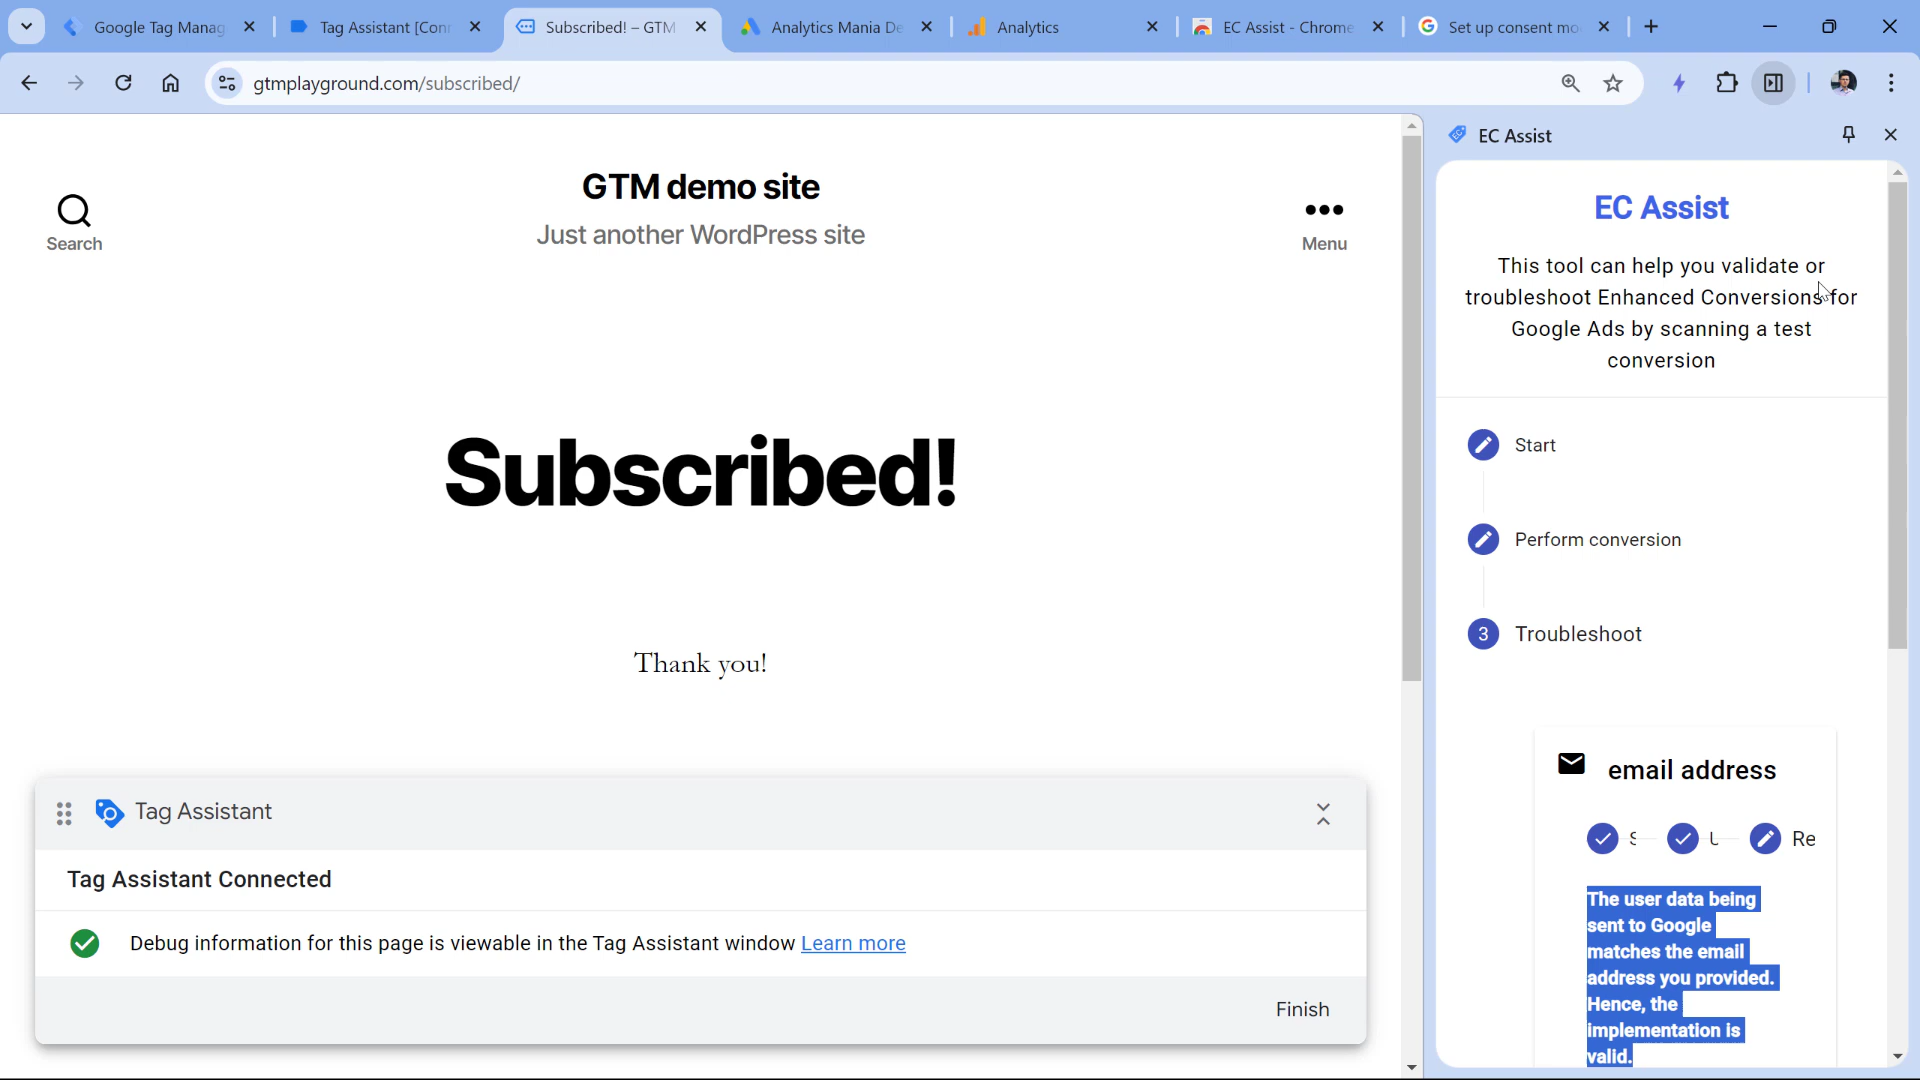 Google Tag Manag
Tag Assistant [Conn
Subscribed! – GTM
Analytics Mania De
Analytics
EC Assist - Chrome
Set up consent mo
gtmplayground.com/subscribed/
GTM demo site
Just another WordPress site
Search
Menu
Subscribed!
Thank you!
Tag Assistant
Tag Assistant Connected
Debug information for this page is viewable in the Tag Assistant window Learn more
Finish
EC Assist
EC Assist
This tool can help you validate or
troubleshoot Enhanced Conversions for
Google Ads by scanning a test
conversion
Start
Perform conversion
3 Troubleshoot
email address
Re
The user data being
sent to Google
matches the email
address you provided.
Hence, the
implementation is
valid.